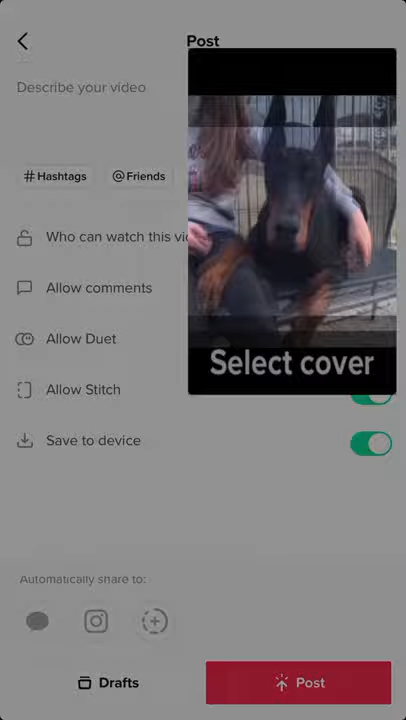 Post
Describe your video
# Hashtags
@ Friends
Who can watch this vi
Allow comments
Allow Duet
Select cover
Allow Stitch
Save to device
Automatically share to:
Drafts
Post